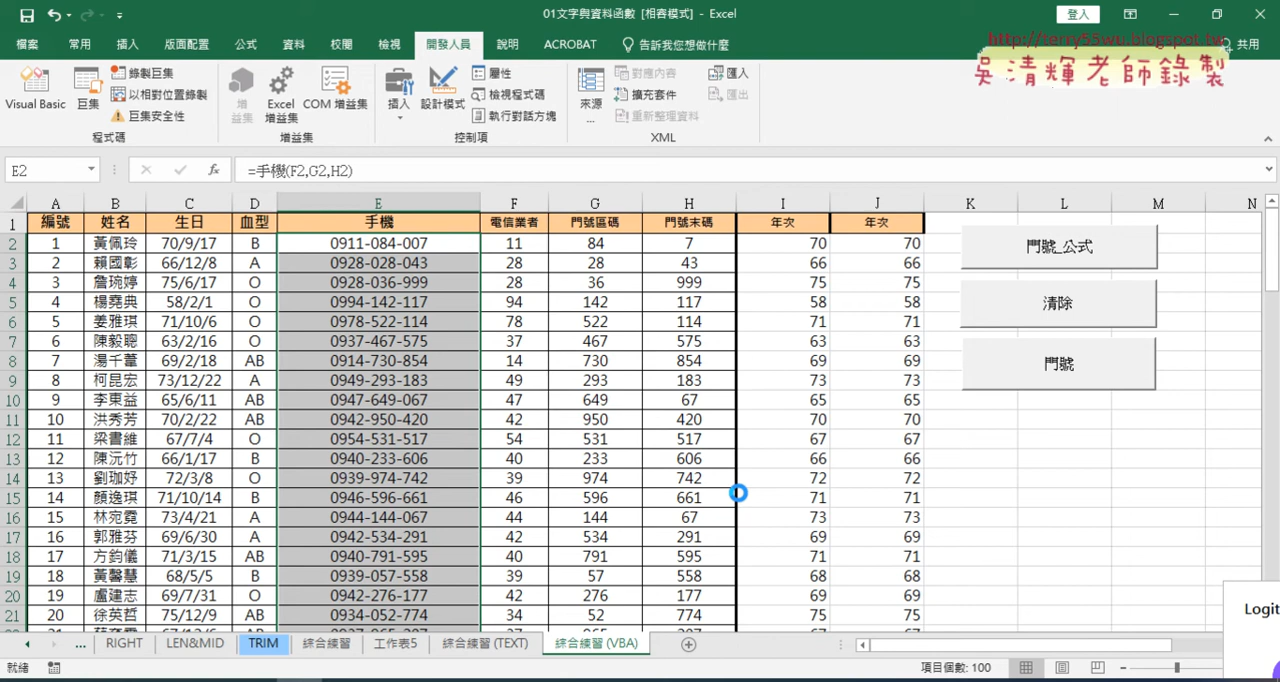 01文字與資料函數 [相容模式] - Excel
登入
http://terry55wu.blogspot.tw
檔案 常用 插入 版面配置 公式 資料 校閱 檢視 開發人員 說明 ACROBAT 告訴我您想做什麼 共用
吳清輝老師錄製
Visual Basic 巨集 錄製巨集 以相對位置錄製 巨集安全性 程式碼
增益集 Excel 增益集 COM 增益集 增益集
插入 設計模式 屬性 檢視程式碼 執行對話方塊 控制項
來源 對應內容 擴充套件 重新整理資料 匯入 匯出 XML
E2 fx =手機(F2,G2,H2)
A B C D E F G H I J K L M N
1 編號 姓名 生日 血型 手機 電信業者 門號區碼 門號末碼 年次 年次
2 1 黃佩玲 70/9/17 B 0911-084-007 11 84 7 70 70
3 2 賴國彰 66/12/8 A 0928-028-043 28 28 43 66 66
4 3 詹琬婷 75/6/17 O 0928-036-999 28 36 999 75 75
5 4 楊堯典 58/2/1 O 0994-142-117 94 142 117 58 58
6 5 姜雅琪 71/10/6 O 0978-522-114 78 522 114 71 71
7 6 陳毅聰 63/2/16 O 0937-467-575 37 467 575 63 63
8 7 湯千菫 69/2/18 AB 0914-730-854 14 730 854 69 69
9 8 柯昆宏 73/12/22 A 0949-293-183 49 293 183 73 73
10 9 李東益 65/6/11 AB 0947-649-067 47 649 67 65 65
11 10 洪秀芳 70/2/22 AB 0942-950-420 42 950 420 70 70
12 11 梁書維 67/7/4 O 0954-531-517 54 531 517 67 67
13 12 陳沅竹 66/1/17 B 0940-233-606 40 233 606 66 66
14 13 劉珈妤 72/3/8 O 0939-974-742 39 974 742 72 72
15 14 顏逸琪 71/10/14 B 0946-596-661 46 596 661 71 71
16 15 林宛霓 73/4/21 A 0944-144-067 44 144 67 73 73
17 16 郭雅芬 69/6/30 A 0942-534-291 42 534 291 69 69
18 17 方鈞儀 71/3/15 AB 0940-791-595 40 791 595 71 71
19 18 黃馨慧 68/5/5 B 0939-057-558 39 57 558 68 68
20 19 盧建志 69/7/31 O 0942-276-177 42 276 177 69 69
21 20 徐英哲 75/12/9 AB 0934-052-774 34 52 774 75 75
門號_公式
清除
門號
Logit
... RIGHT LEN&MID TRIM 綜合練習 工作表5 綜合練習 (TEXT) 綜合練習 (VBA)
就緒 項目個數: 100